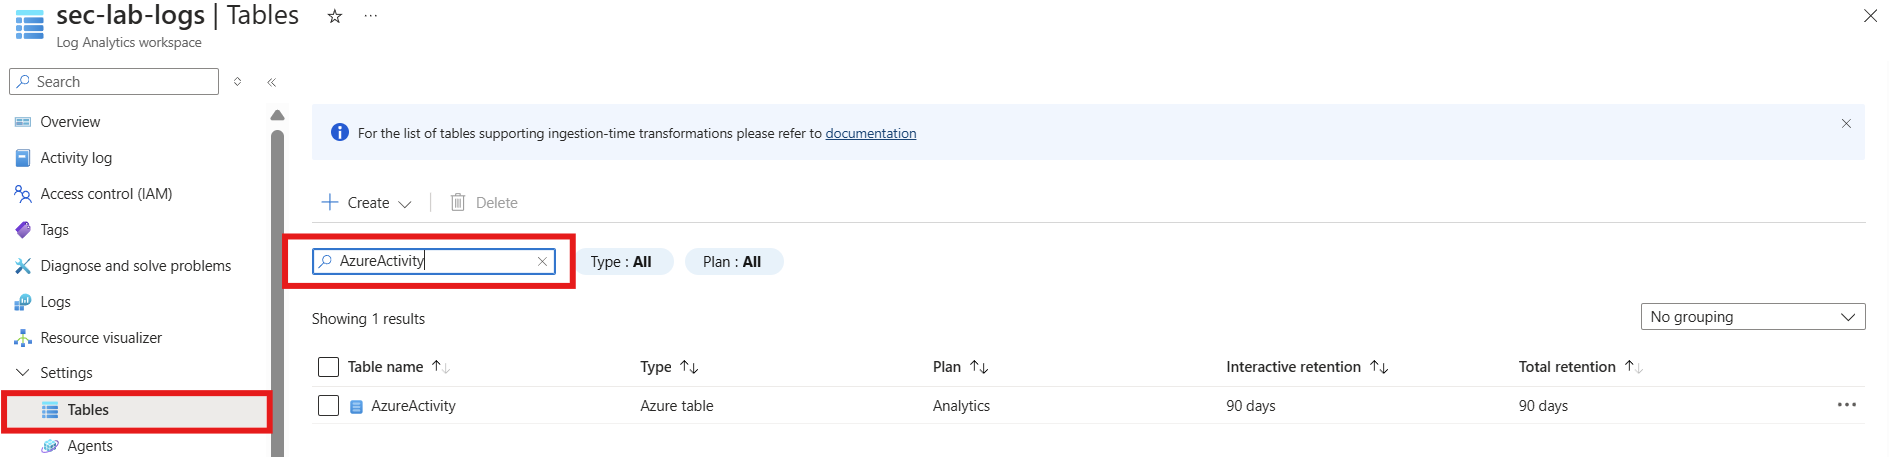 sec-lab-logs | Tables
Log Analytics workspace
Search
Overview
Activity log
Access control (IAM)
Tags
Diagnose and solve problems
Logs
Resource visualizer
Settings
Tables
Agents
For the list of tables supporting ingestion-time transformations please refer to documentation
Create
Delete
AzureActivity
Type : All
Plan : All
Showing 1 results
No grouping
Table name Type Plan Interactive retention Total retention
AzureActivity Azure table Analytics 90 days 90 days